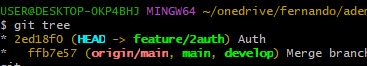 USER@DESKTOP-OKP4BHJ MINGW64 ~/onedrive/fernando/adem
$ git tree
* 2ed18f0 (HEAD -> feature/2auth) Auth
*   ffb7e57 (origin/main, main, develop) Merge branch